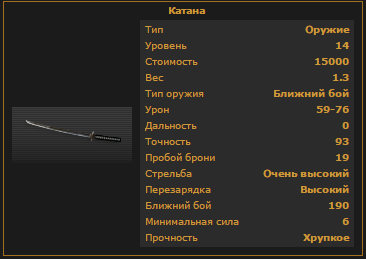 Катана
Тип Оружие
Уровень 14
Стоимость 15000
Вес 1.3
Тип оружия Ближний бой
Урон 59-76
Дальность 0
Точность 93
Пробой брони 19
Стрельба Очень высокий
Перезарядка Высокий
Ближний бой 190
Минимальная сила 6
Прочность Хрупкое